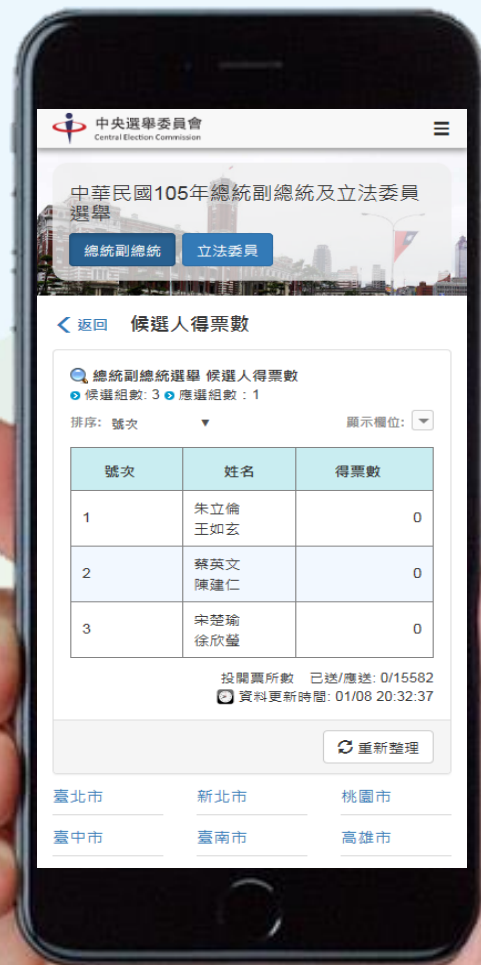 中央選舉委員會
Central Election Commission
中華民國105年總統副總統及立法委員
選舉
總統副總統 立法委員
返回 候選人得票數
總統副總統選舉 候選人得票數
候選組數: 3 應選組數：1
排序: 號次 ▼ 顯示欄位:
號次 姓名 得票數
1 朱立倫 王如玄 0
2 蔡英文 陳建仁 0
3 宋楚瑜 徐欣瑩 0
投開票所數 已送/應送: 0/15582
資料更新時間: 01/08 20:32:37
重新整理
臺北市 新北市 桃園市
臺中市 臺南市 高雄市